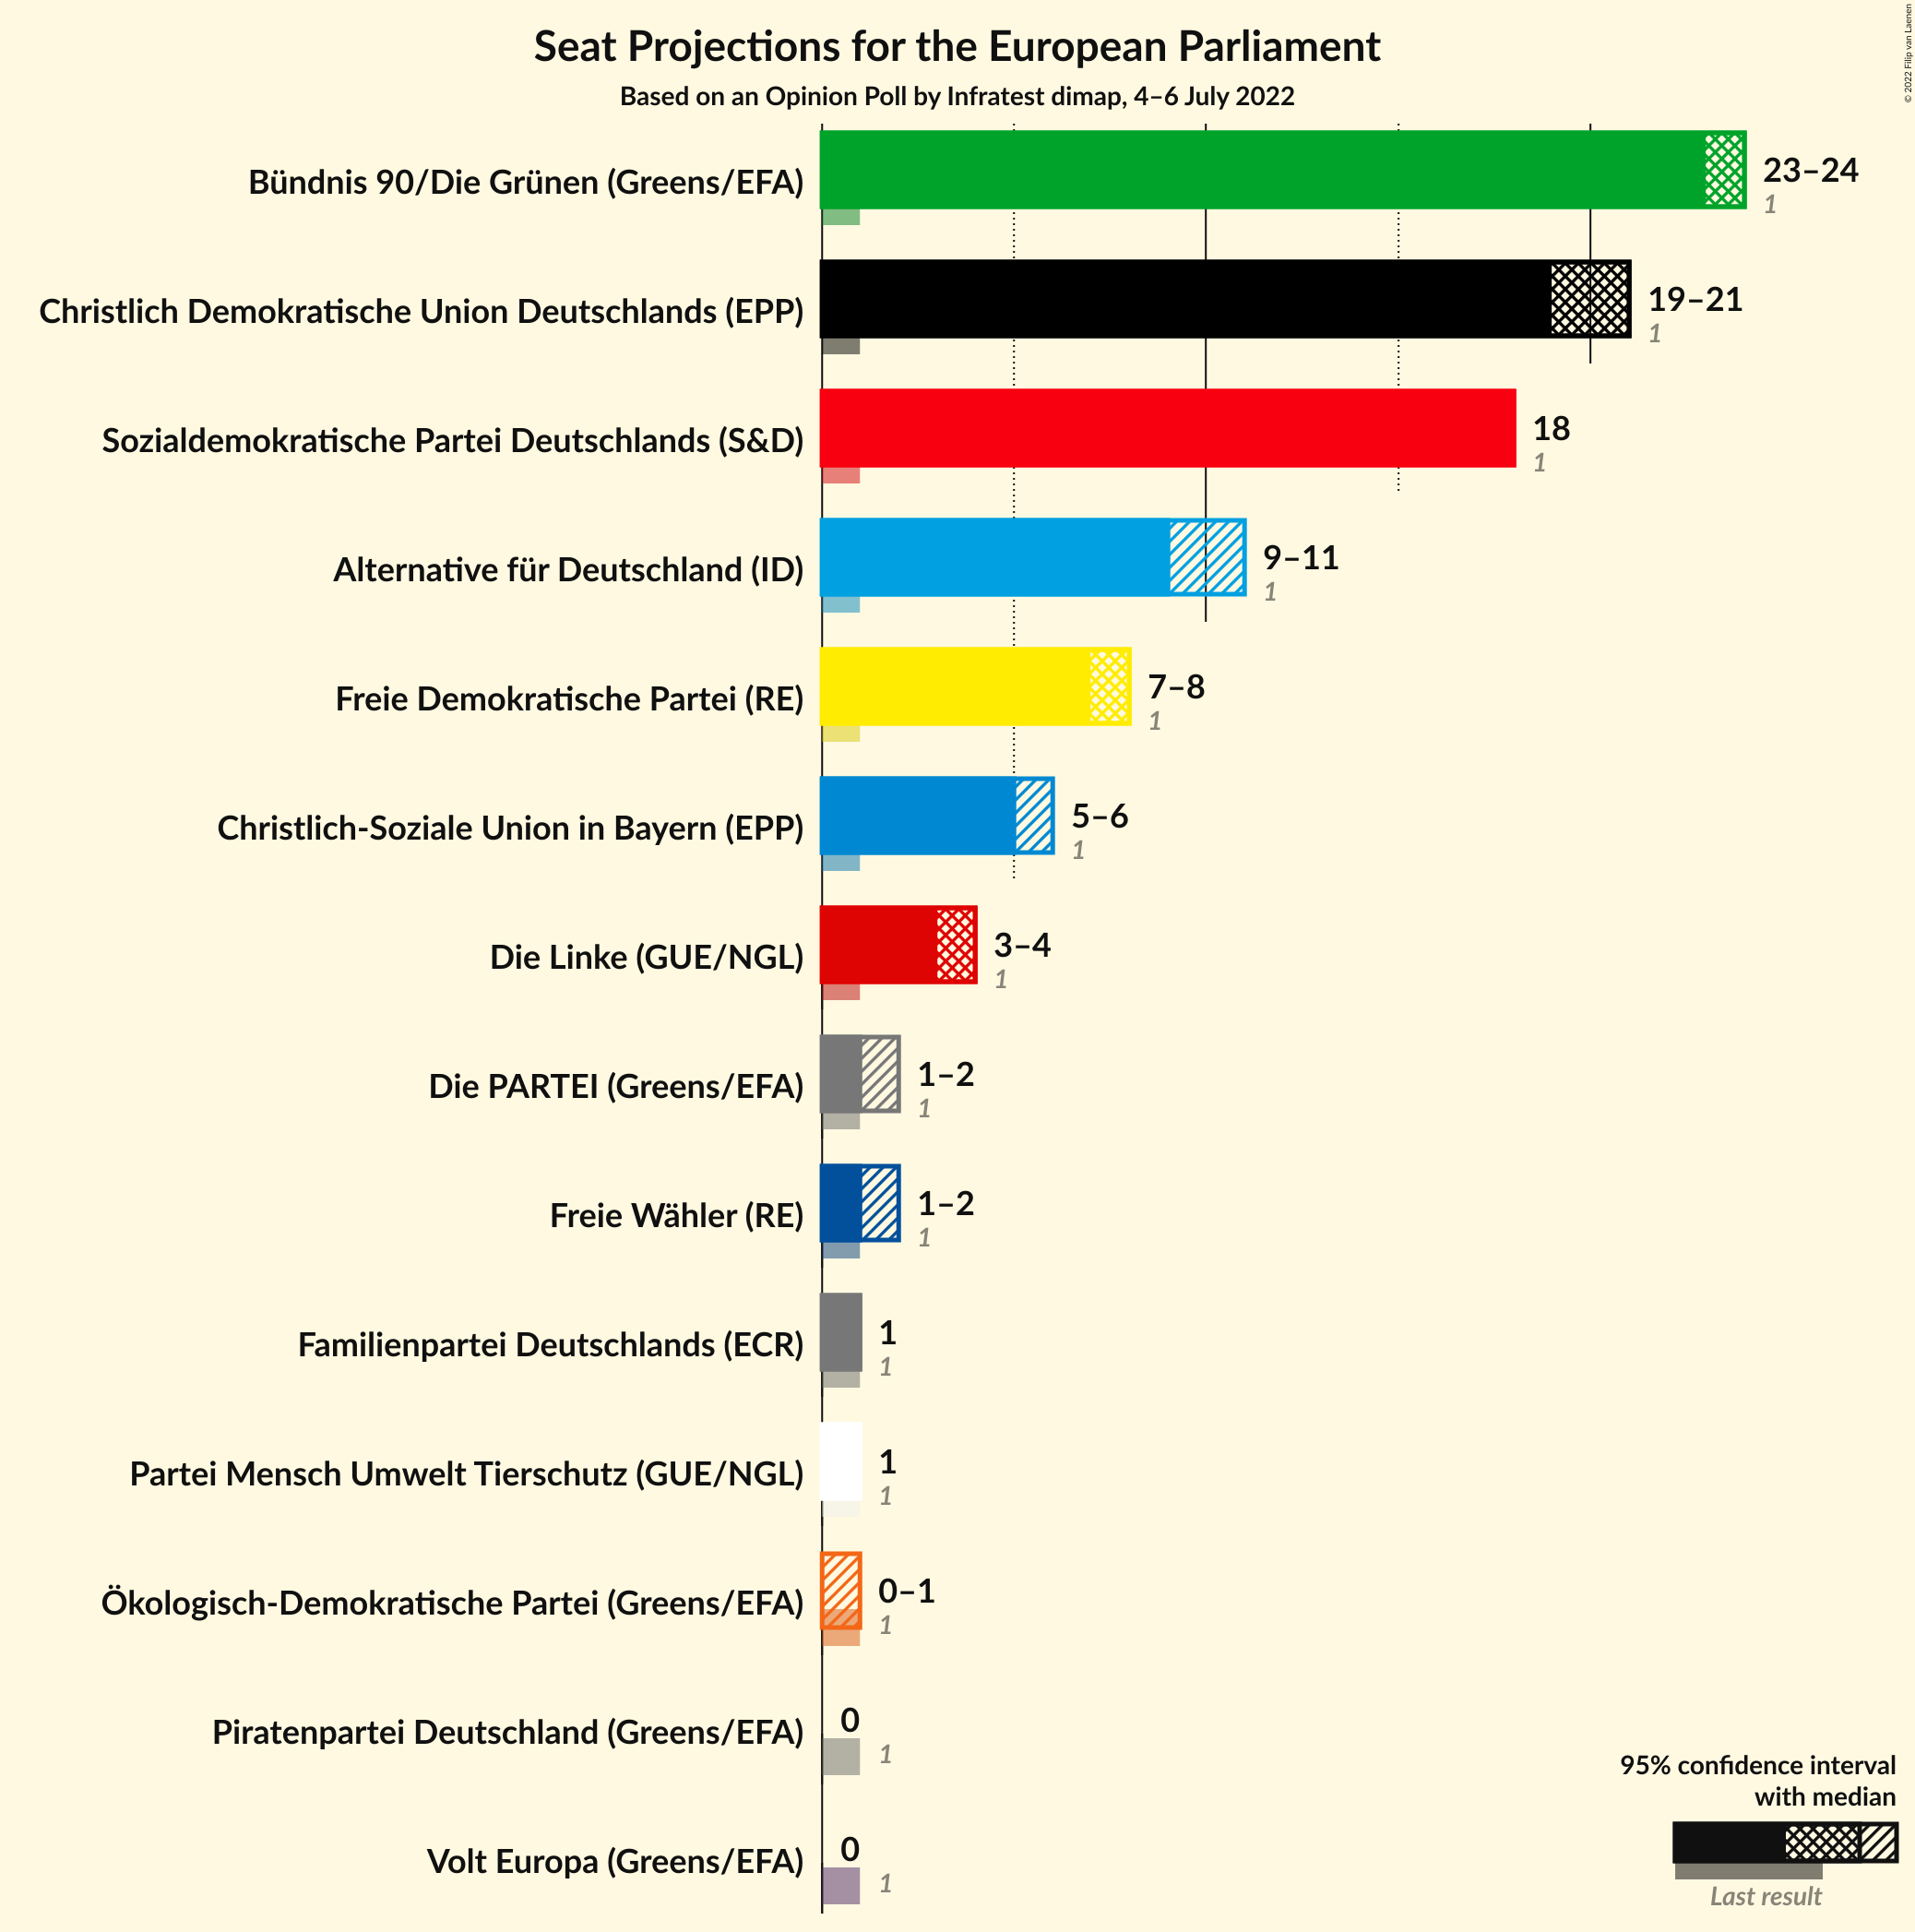 Seat Projections for the European Parliament
Based on an Opinion Poll by Infratest dimap, 4–6 July 2022
© 2022 Filip van Laenen
Bündnis 90/Die Grünen (Greens/EFA)
23–24
1
Christlich Demokratische Union Deutschlands (EPP)
19–21
1
Sozialdemokratische Partei Deutschlands (S&D)
18
1
Alternative für Deutschland (ID)
9–11
1
Freie Demokratische Partei (RE)
7–8
1
Christlich-Soziale Union in Bayern (EPP)
5–6
1
Die Linke (GUE/NGL)
3–4
1
Die PARTEI (Greens/EFA)
1–2
1
Freie Wähler (RE)
1–2
1
Familienpartei Deutschlands (ECR)
1
1
Partei Mensch Umwelt Tierschutz (GUE/NGL)
1
1
Ökologisch-Demokratische Partei (Greens/EFA)
0–1
1
Piratenpartei Deutschland (Greens/EFA)
0
1
Volt Europa (Greens/EFA)
0
1
95% confidence interval
with median
Last result